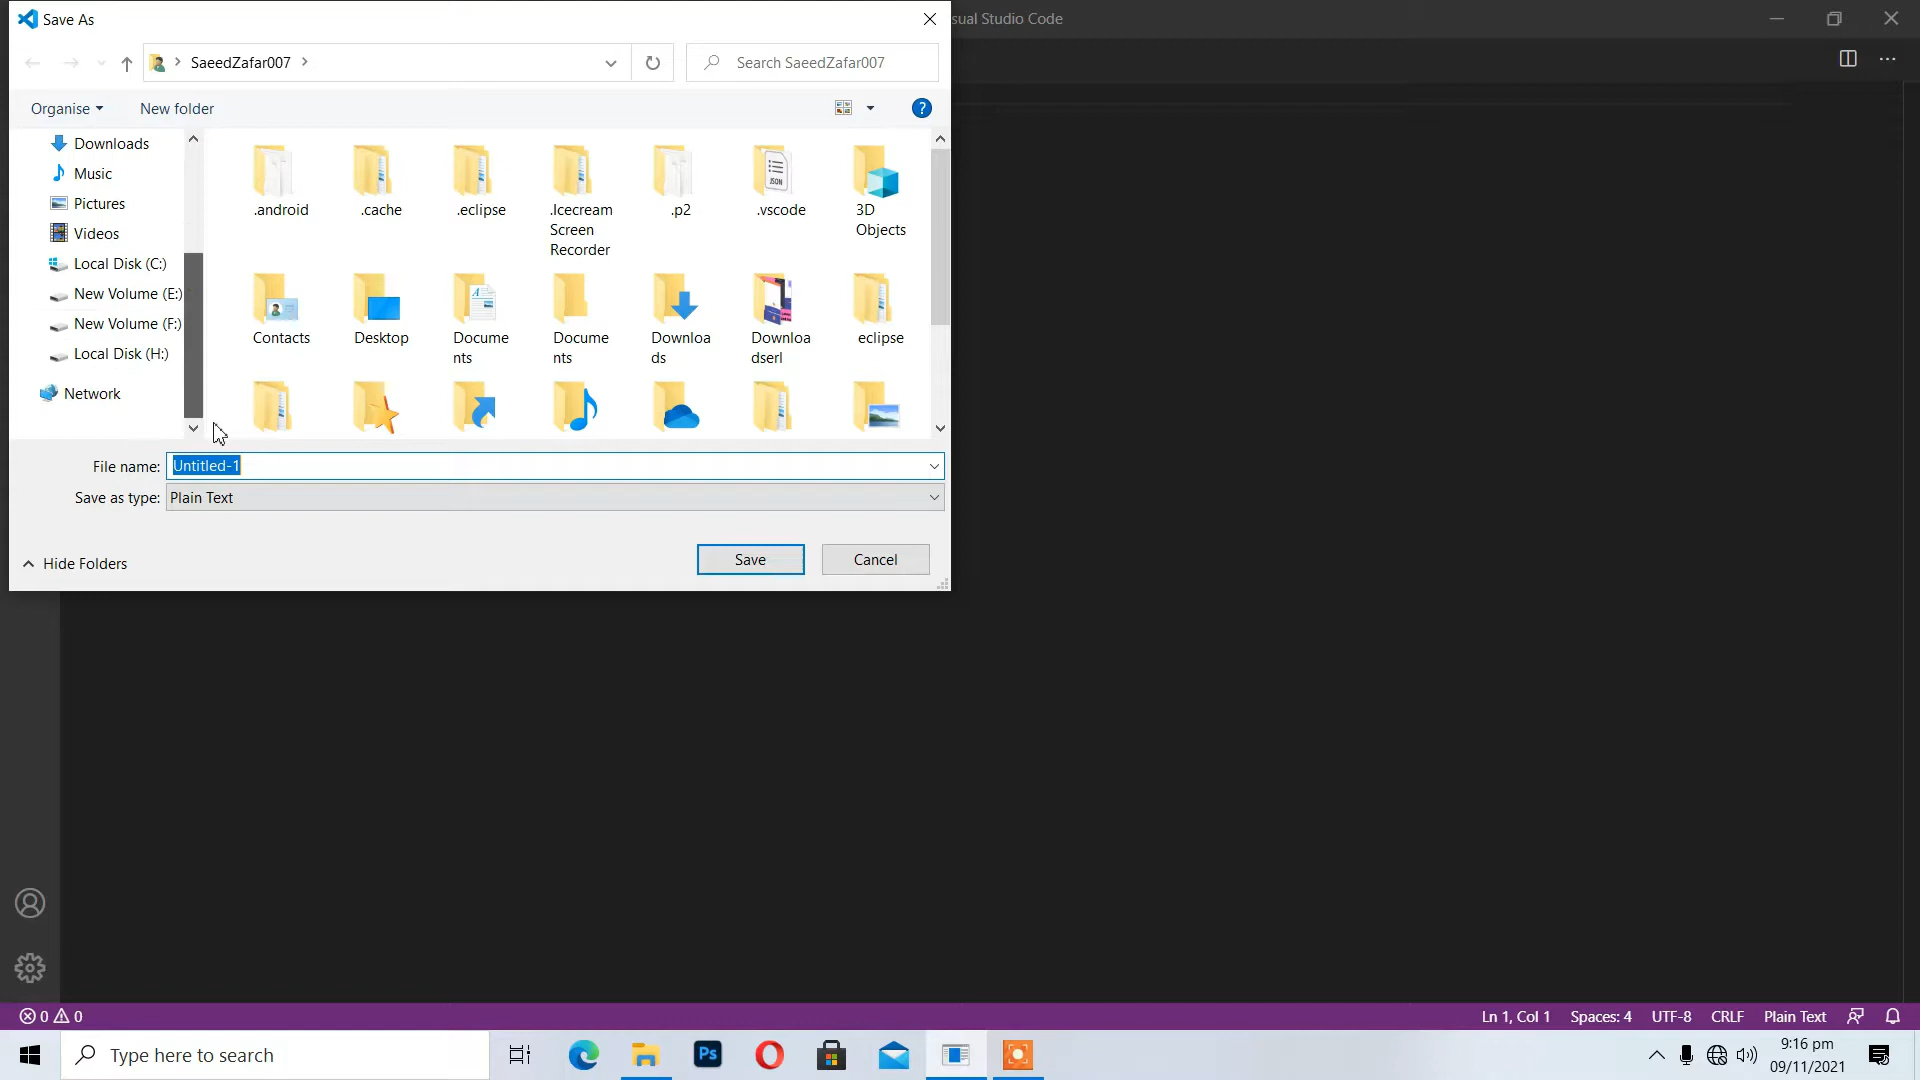 Save As
sual Studio Code
SaeedZafar007
Search SaeedZafar007
Organise
New folder
?
Downloads
Music
Pictures
Videos
Local Disk (C:)
New Volume (E:)
New Volume (F:)
Local Disk (H:)
Network
.android
.cache
.eclipse
.Icecream
Screen
Recorder
.p2
JSON
.vscode
3D
Objects
Contacts
Desktop
Docume
nts
Docume
nts
Downloa
ds
Downloa
dserl
eclipse
File name: Untitled-1
Save as type: Plain Text
Hide Folders
Save
Cancel
0 0
Ln 1, Col 1
Spaces: 4
UTF-8
CRLF
Plain Text
Type here to search
Ps
9:16 pm
09/11/2021